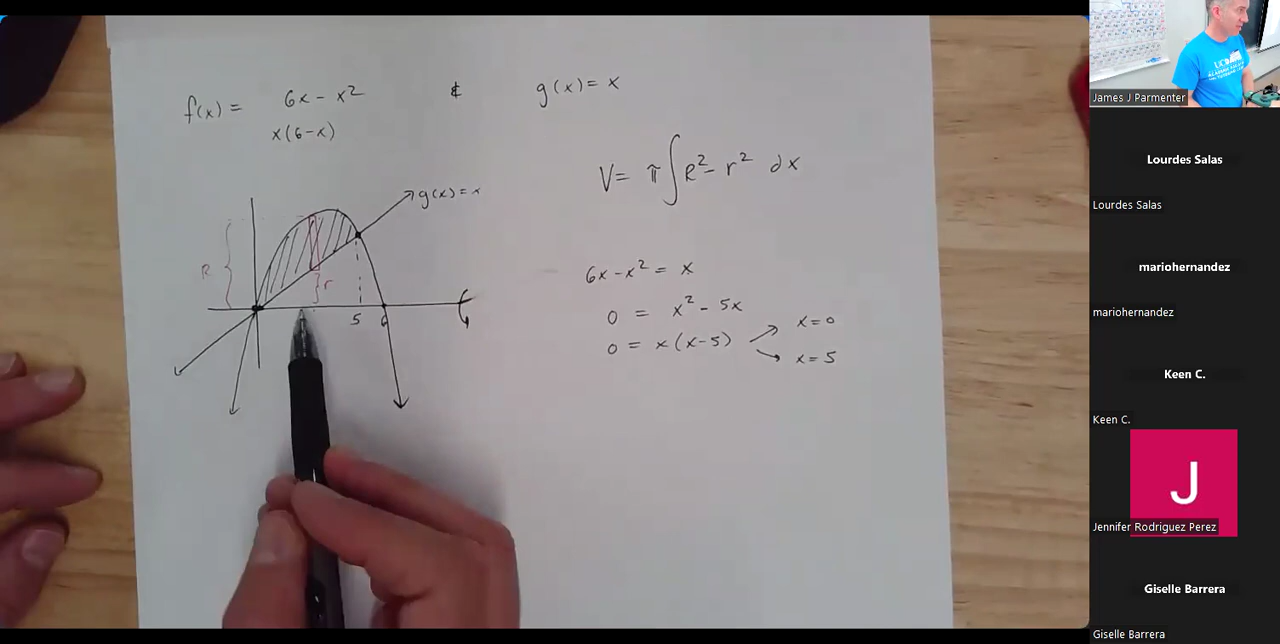 f(x) = 6x - x² & g(x) = x
x(6-x)
V = π∫R² - r² dx
g(x) = x
R
r
5 6
6x - x² = x
0 = x² - 5x
0 = x(x-5)
x=0
x=5
James J Parmenter
Lourdes Salas
Lourdes Salas
mariohernandez
mariohernandez
Keen C.
Keen C.
J
Jennifer Rodriguez Perez
Giselle Barrera
Giselle Barrera